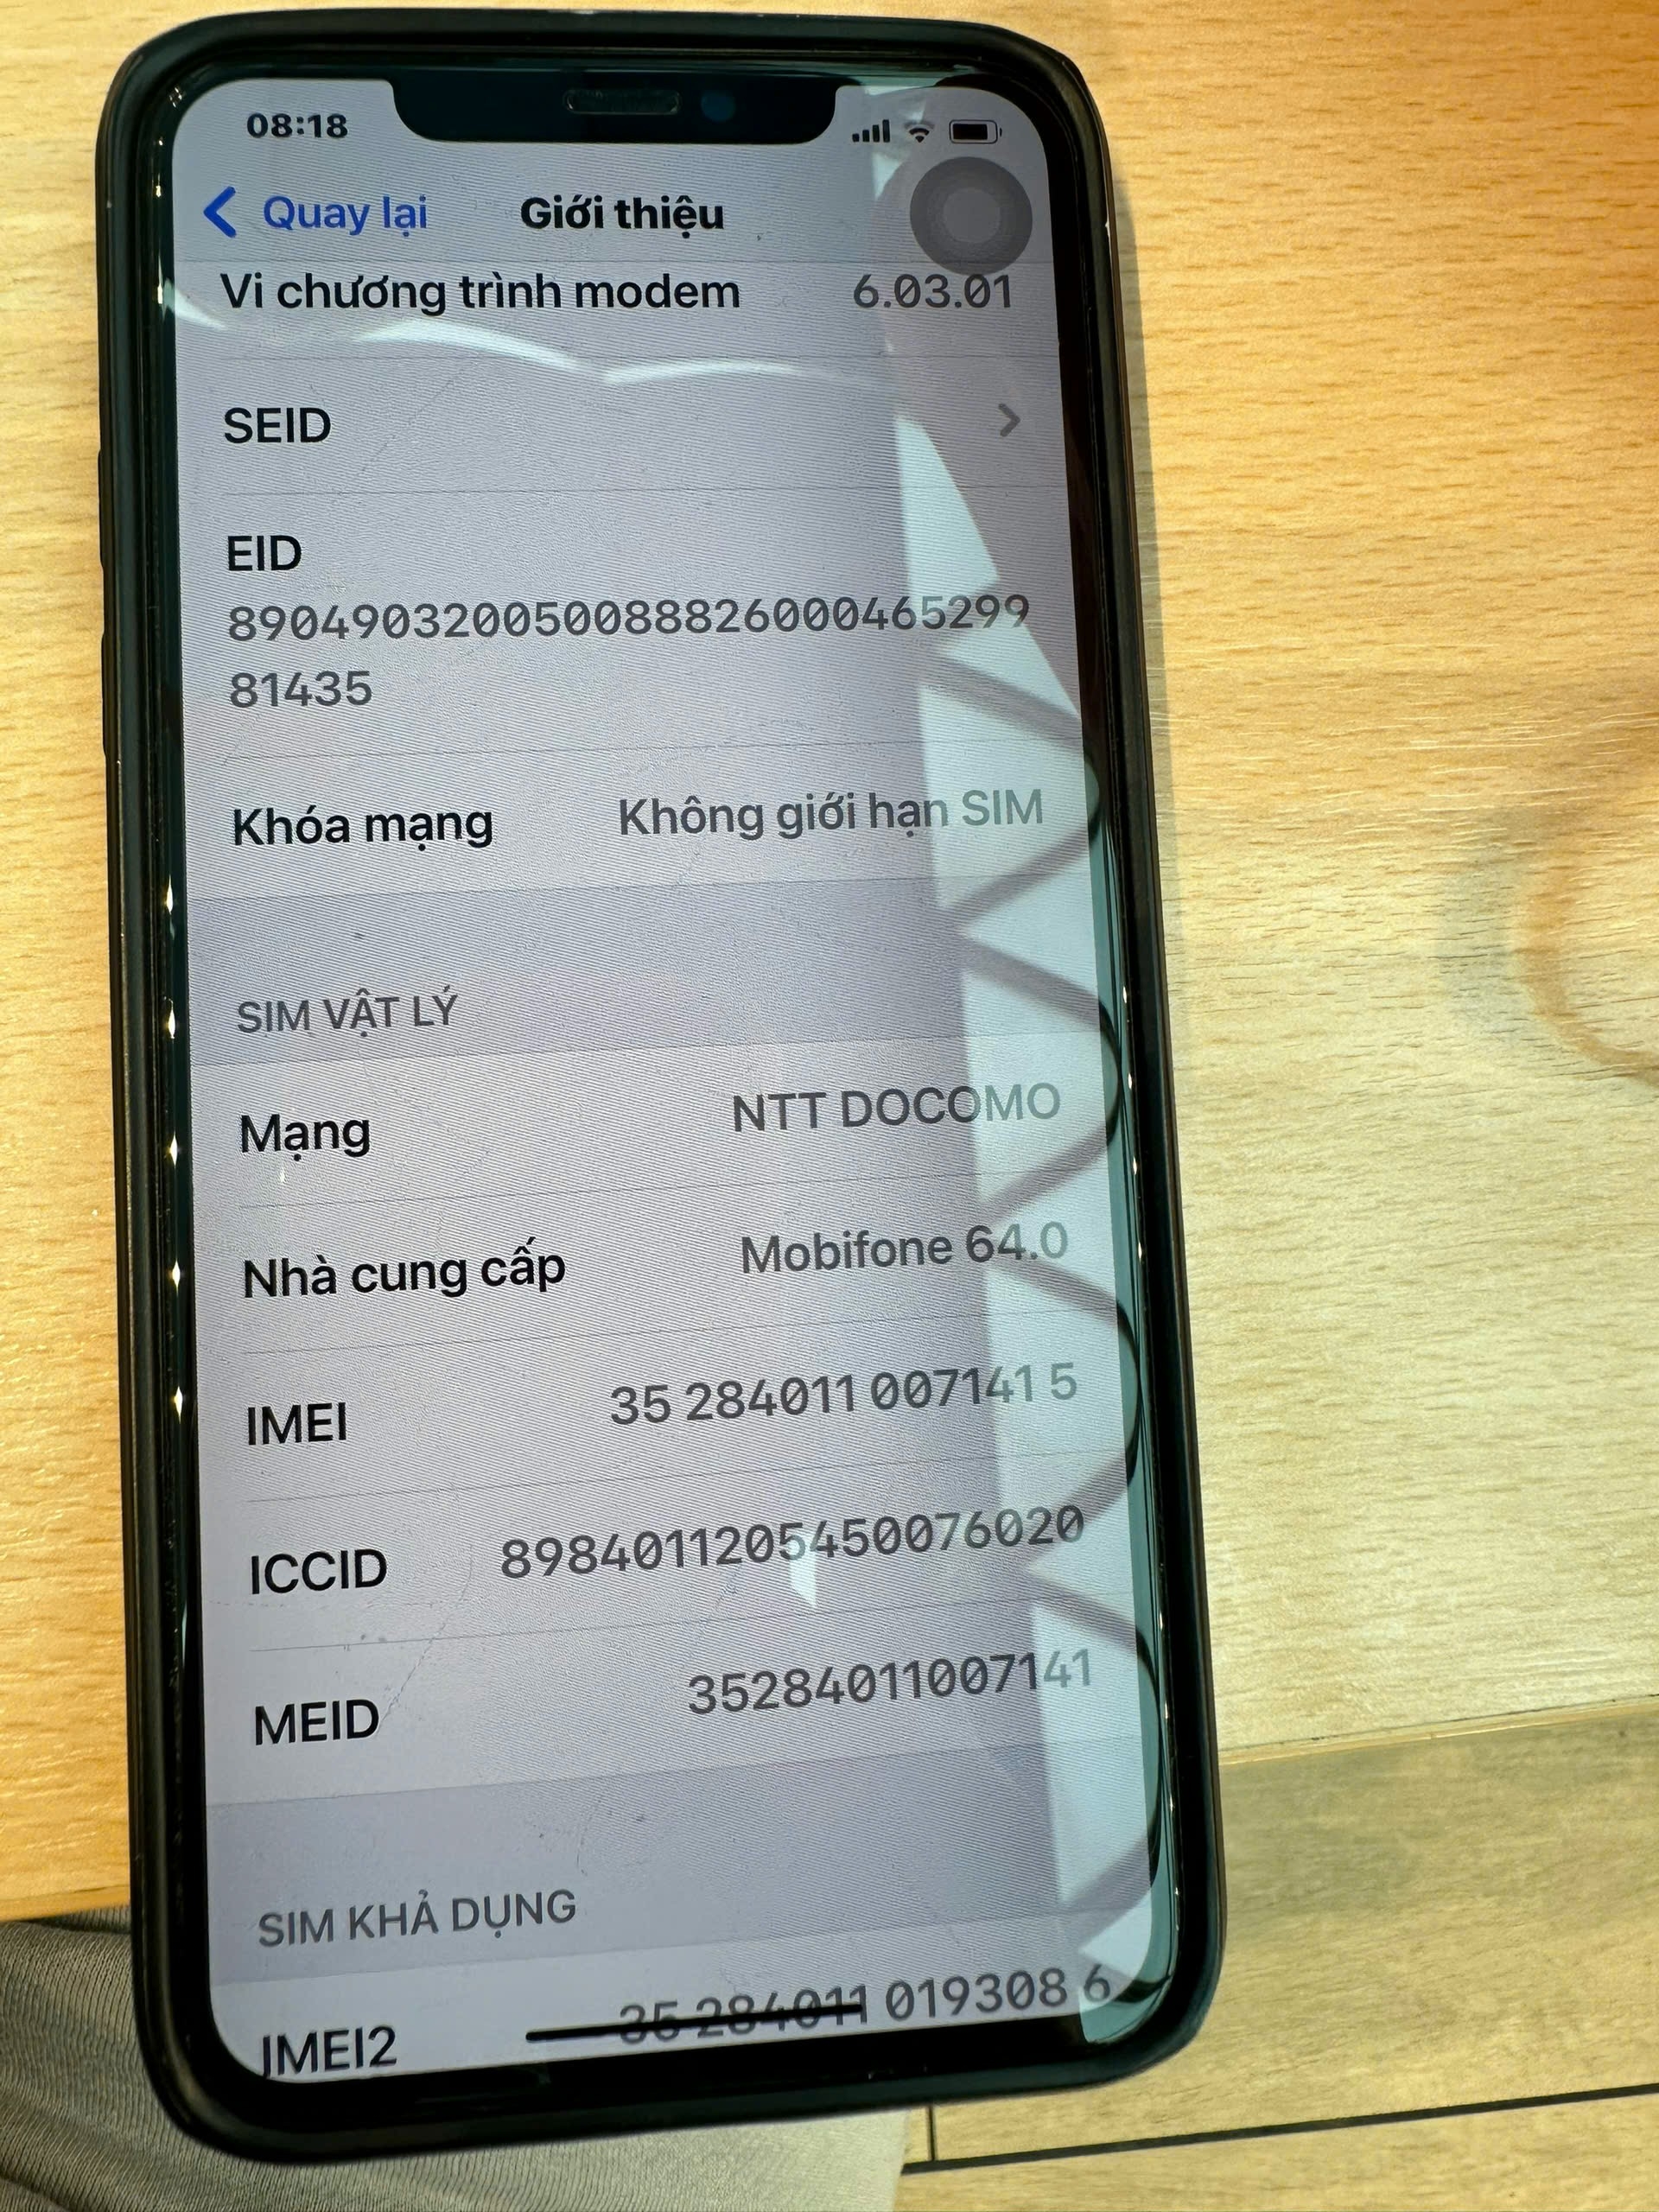 08:18
Quay lại
Giới thiệu
Vi chương trình modem 6.03.01
SEID
EID
890490320050088826000465299
81435
Khóa mạng Không giới hạn SIM
SIM VẬT LÝ
Mạng NTT DOCOMO
Nhà cung cấp Mobifone 64.0
IMEI 35 284011 007141 5
ICCID 8984011205450076020
MEID 35284011007141
SIM KHẢ DỤNG
IMEI2 35 284011 019308 6